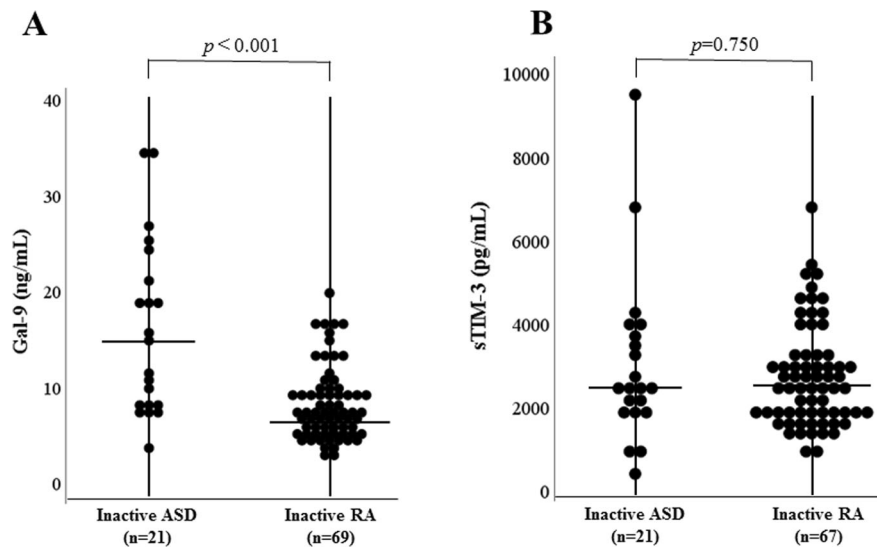 A
p < 0.001
Gal-9 (ng/mL)
40
30
20
10
0
Inactive ASD
(n=21)
Inactive RA
(n=69)
B
p=0.750
sTIM-3 (pg/mL)
10000
8000
6000
4000
2000
0
Inactive ASD
(n=21)
Inactive RA
(n=67)